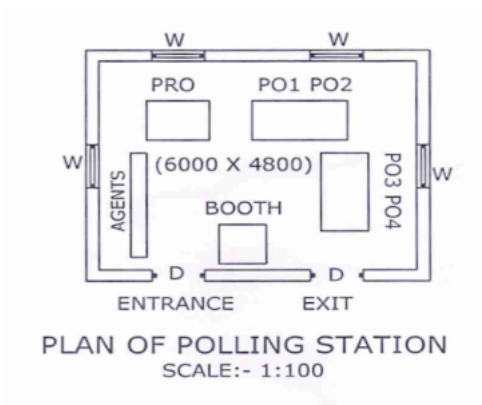 W W
PRO PO1 PO2
W (6000 X 4800) W
AGENTS
PO3 PO4
BOOTH
D D
ENTRANCE EXIT
PLAN OF POLLING STATION
SCALE:- 1:100